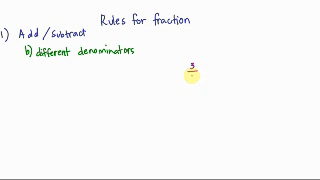 Rules for fraction
1) Add / Subtract
b) different denominators
3